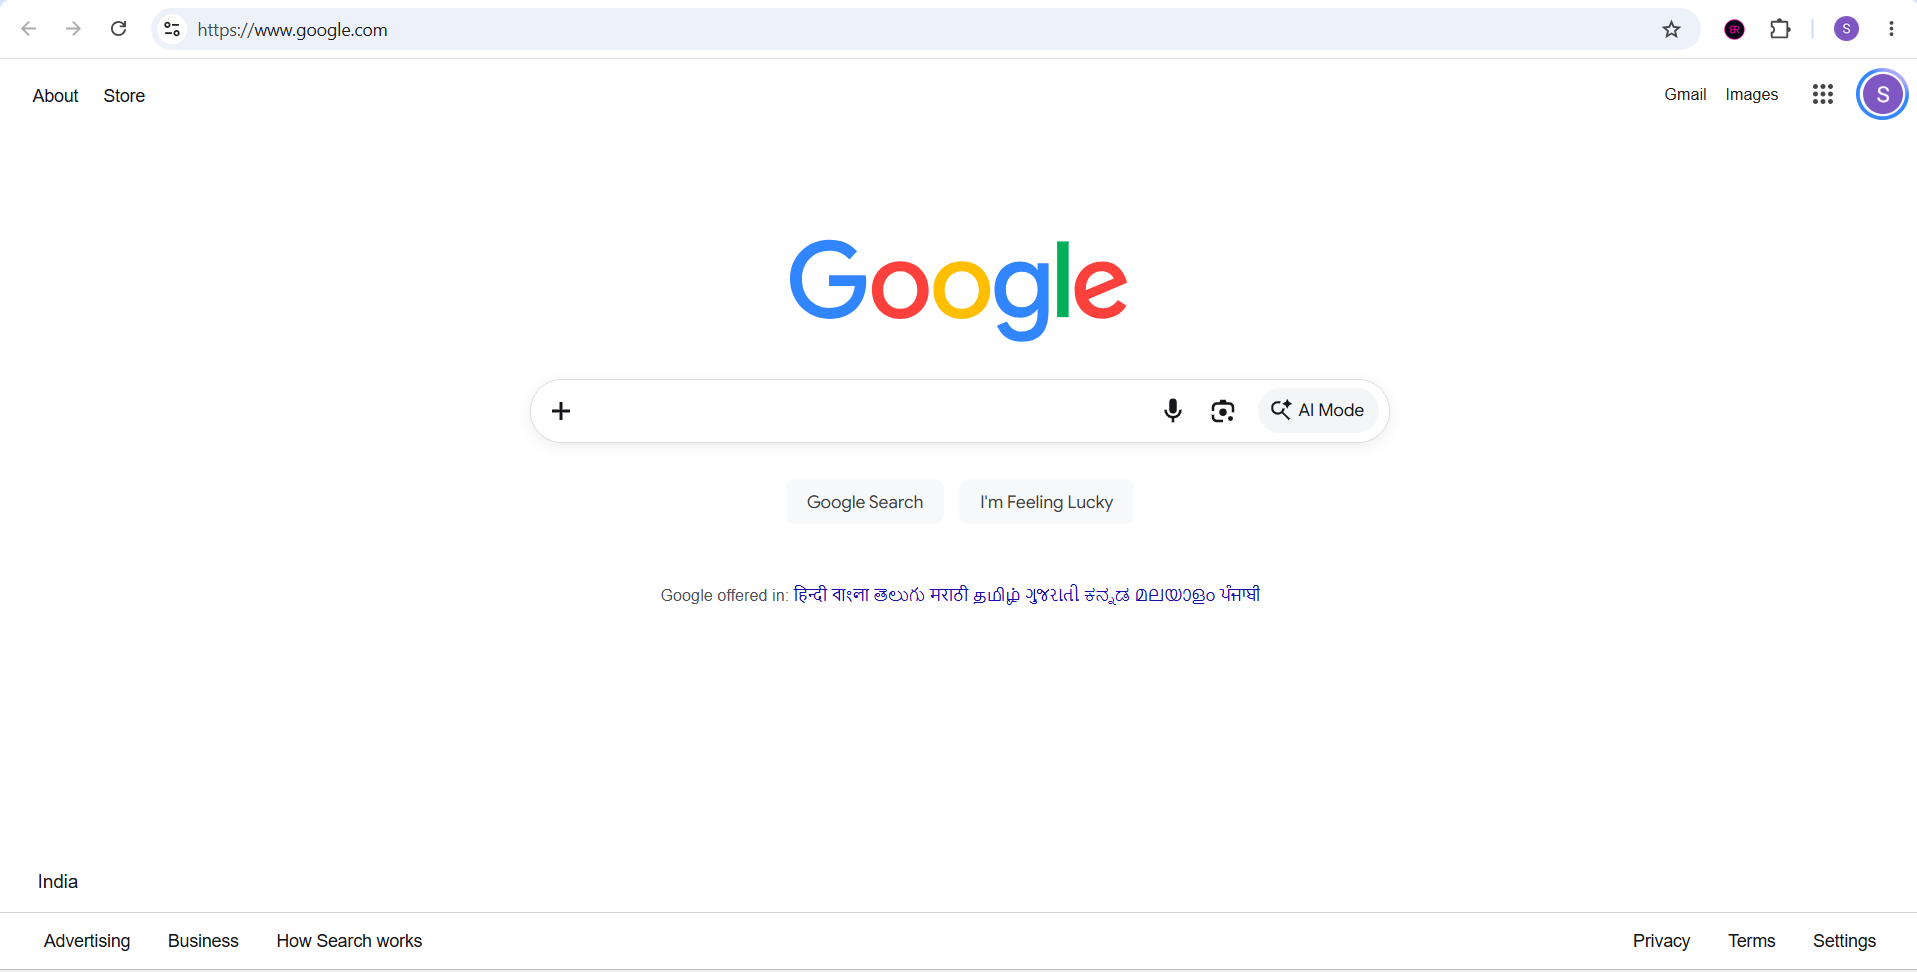 https://www.google.com
S
About Store
Gmail Images
S
Google
AI Mode
Google Search I'm Feeling Lucky
Google offered in: हिन्दी বাংলা తెలుగు मराठी தமிழ் ગુજરાતી ಕನ್ನಡ മലയാളം ਪੰਜਾਬੀ
India
Advertising Business How Search works
Privacy Terms Settings